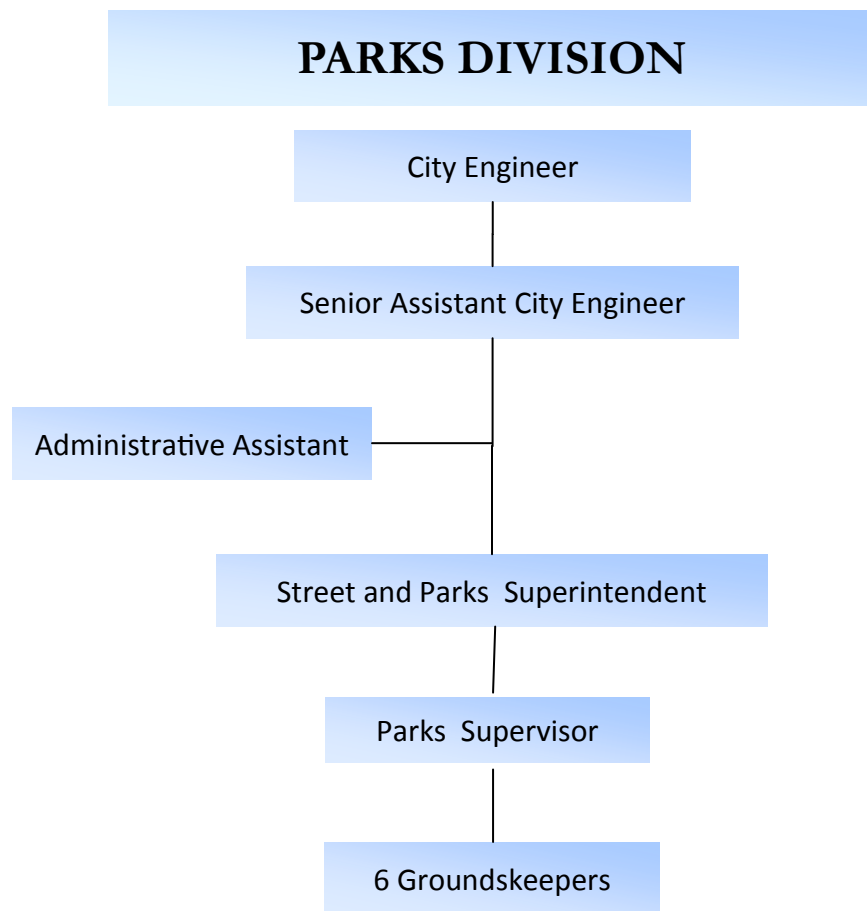 PARKS DIVISION
City Engineer
Senior Assistant City Engineer
Administrative Assistant
Street and Parks  Superintendent
Parks  Supervisor
6 Groundskeepers